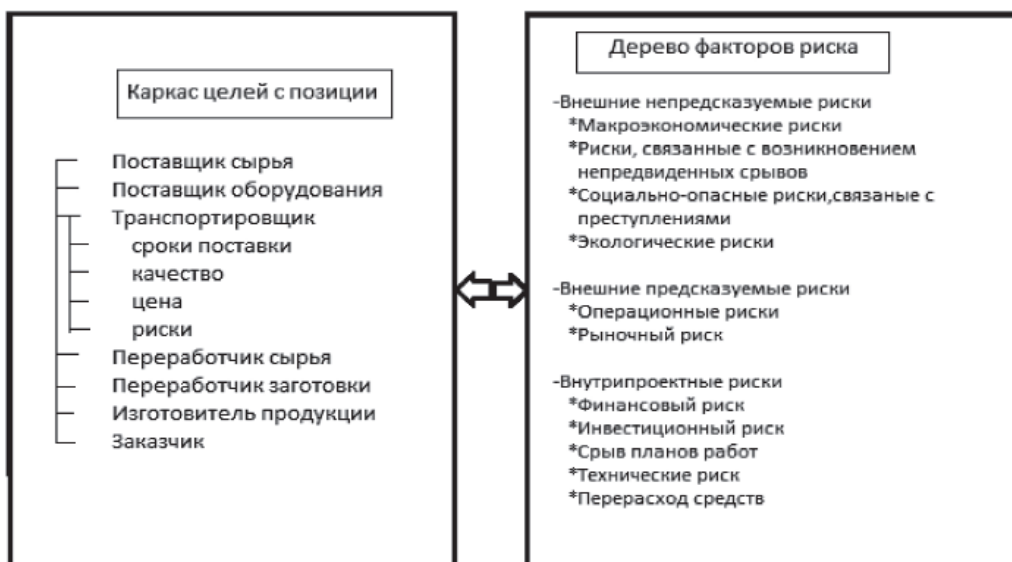 Каркас целей с позиции
Поставщик сырья
Поставщик оборудования
Транспортировщик
сроки поставки
качество
цена
риски
Переработчик сырья
Переработчик заготовки
Изготовитель продукции
Заказчик
Дерево факторов риска
-Внешние непредсказуемые риски
*Макроэкономические риски
*Риски, связанные с возникновением
непредвиденных срывов
*Социально-опасные риски,связаные с
преступлениями
*Экологические риски
-Внешние предсказуемые риски
*Операционные риски
*Рыночный риск
-Внутрипроектные риски
*Финансовый риск
*Инвестиционный риск
*Срыв планов работ
*Технические риск
*Перерасход средств